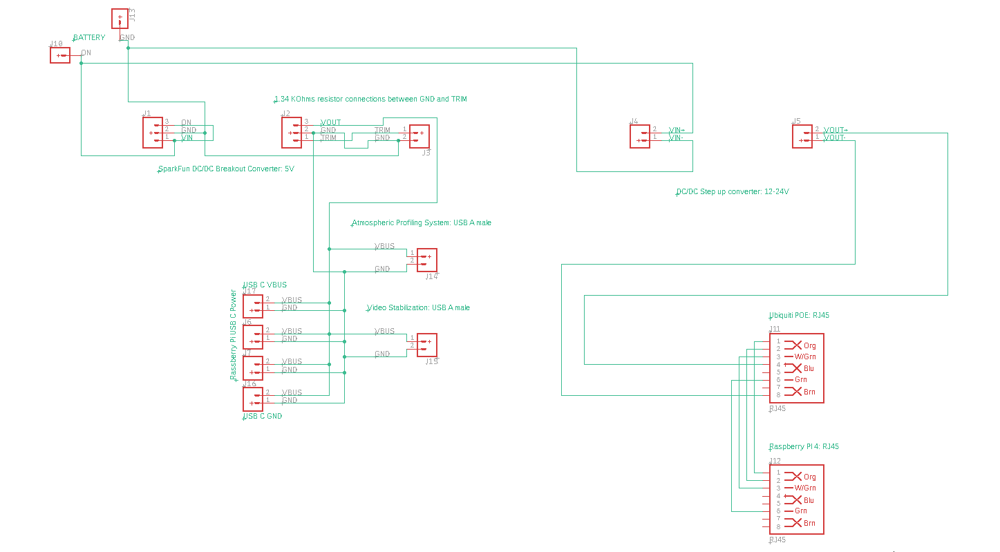 J13
GND
BATTERY
J10
ON
1.34 KOhms resistor connections between GND and TRIM
J1
3 ON
2 GND
1 VIN
SparkFun DC/DC Breakout Converter: 5V
J2
3 VOUT
2 GND
1 TRIM
TRIM 1
GND 2
J3
J4
2 VIN+
1 VIN-
J5
2 VOUT+
1 VOUT-
DC/DC Step up converter: 12-24V
Atmospheric Profiling System: USB A male
VBUS 1
GND 2
J14
USB C VBUS
Rassberry Pi USB C Power
J17
2 VBUS
1 GND
J6
2 VBUS
1 GND
J7
2 VBUS
1 GND
J16
2 VBUS
1 GND
USB C GND
Video Stabilization: USB A male
VBUS 1
GND 2
J15
Ubiquiti POE: RJ45
J11
1
Org
2
3 W/Grn
4
Blu
5
6 Grn
7
Brn
8
RJ45
Raspberry PI 4: RJ45
J12
1
Org
2
3 W/Grn
4
Blu
5
6 Grn
7
Brn
8
RJ45